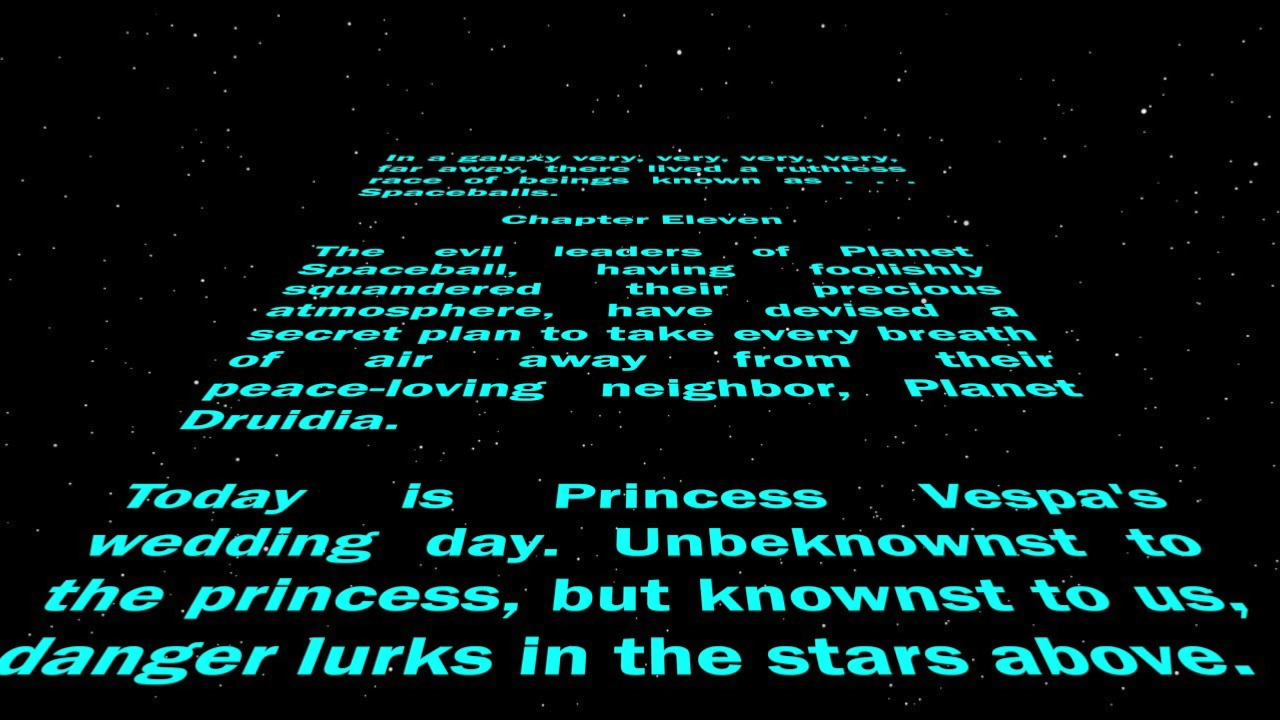 In a galaxy very, very, very, very,
far away, there lived a ruthless
race of beings known as . . .
Spaceballs.
Chapter Eleven
The evil leaders of Planet
Spaceball, having foolishly
squandered their precious
atmosphere, have devised a
secret plan to take every breath
of air away from their
peace-loving neighbor, Planet
Druidia.
Today is Princess Vespa's
wedding day. Unbeknownst to
the princess, but knownst to us,
danger lurks in the stars above.